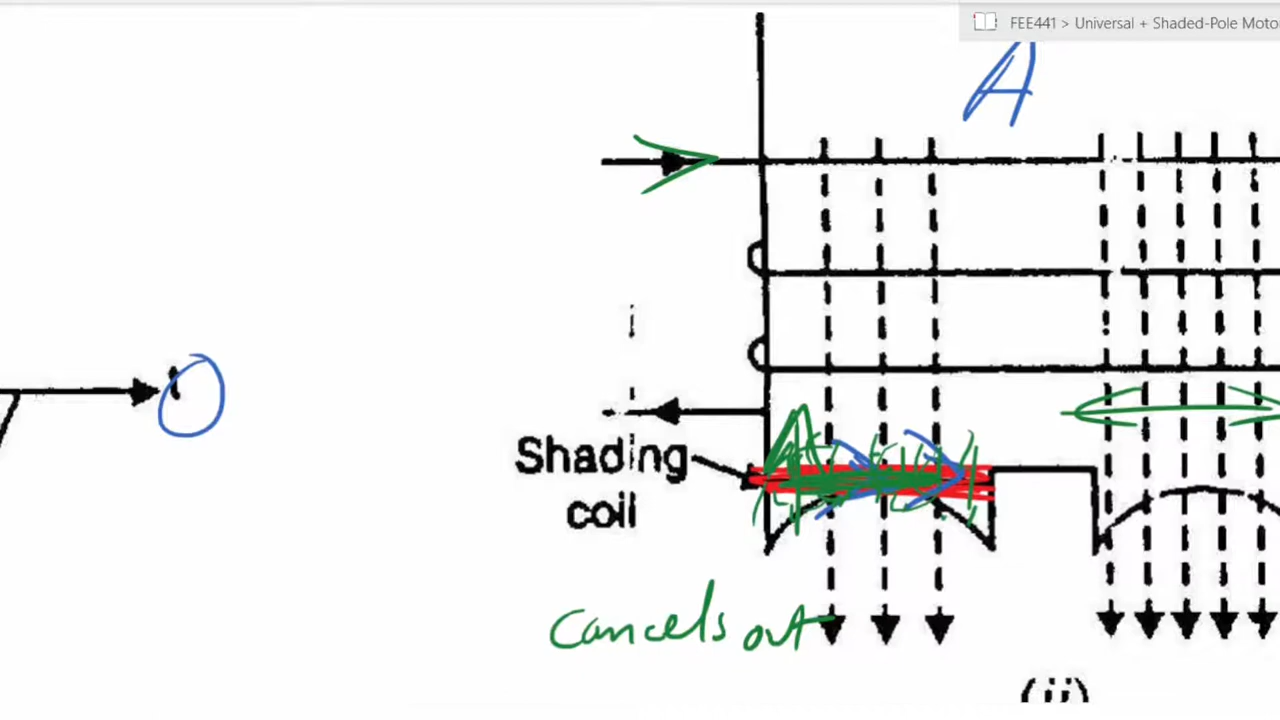 FEE441 > Universal + Shaded-Pole Moto
A
t
Shading
coil
cancels out
(ii)